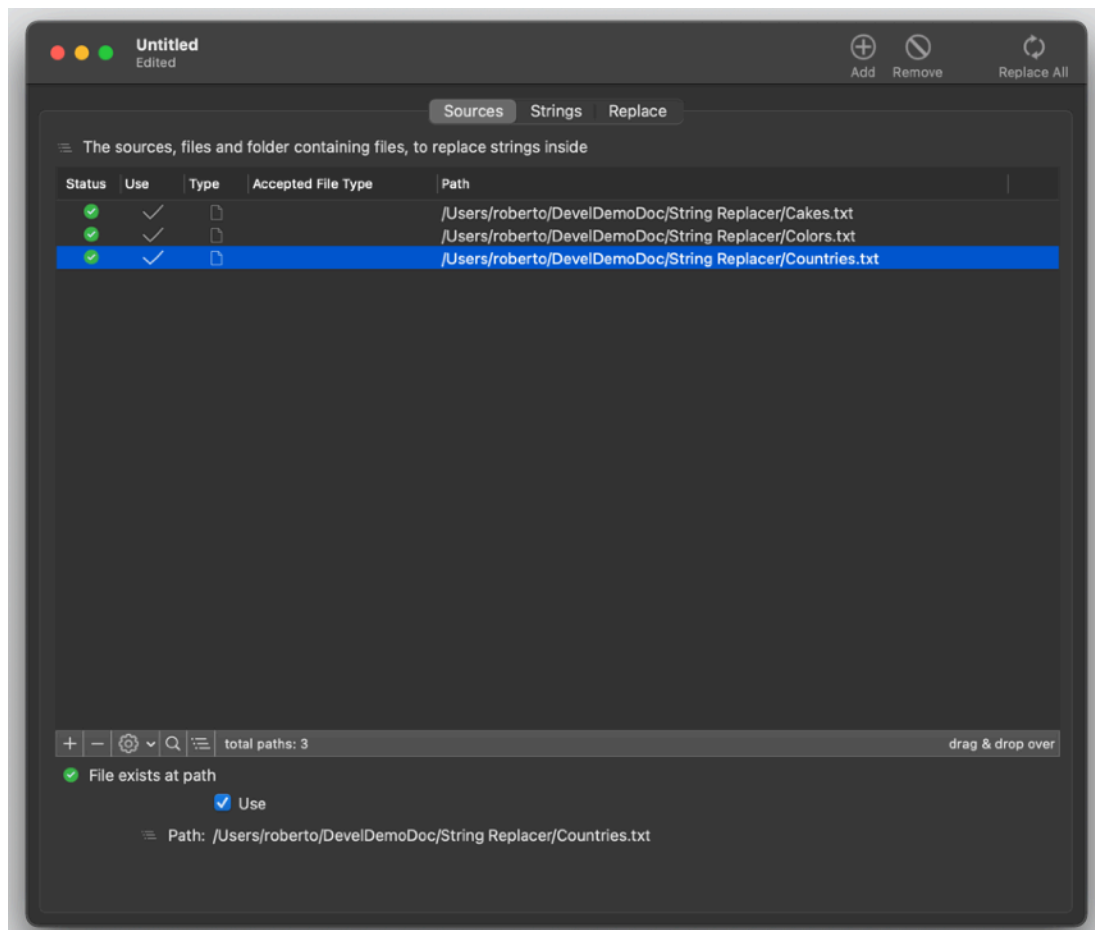 Untitled
Edited
Add Remove Replace All
Sources Strings Replace
The sources, files and folder containing files, to replace strings inside
Status Use Type Accepted File Type Path
/Users/roberto/DevelDemoDoc/String Replacer/Cakes.txt
/Users/roberto/DevelDemoDoc/String Replacer/Colors.txt
/Users/roberto/DevelDemoDoc/String Replacer/Countries.txt
total paths: 3 drag & drop over
File exists at path
Use
Path: /Users/roberto/DevelDemoDoc/String Replacer/Countries.txt